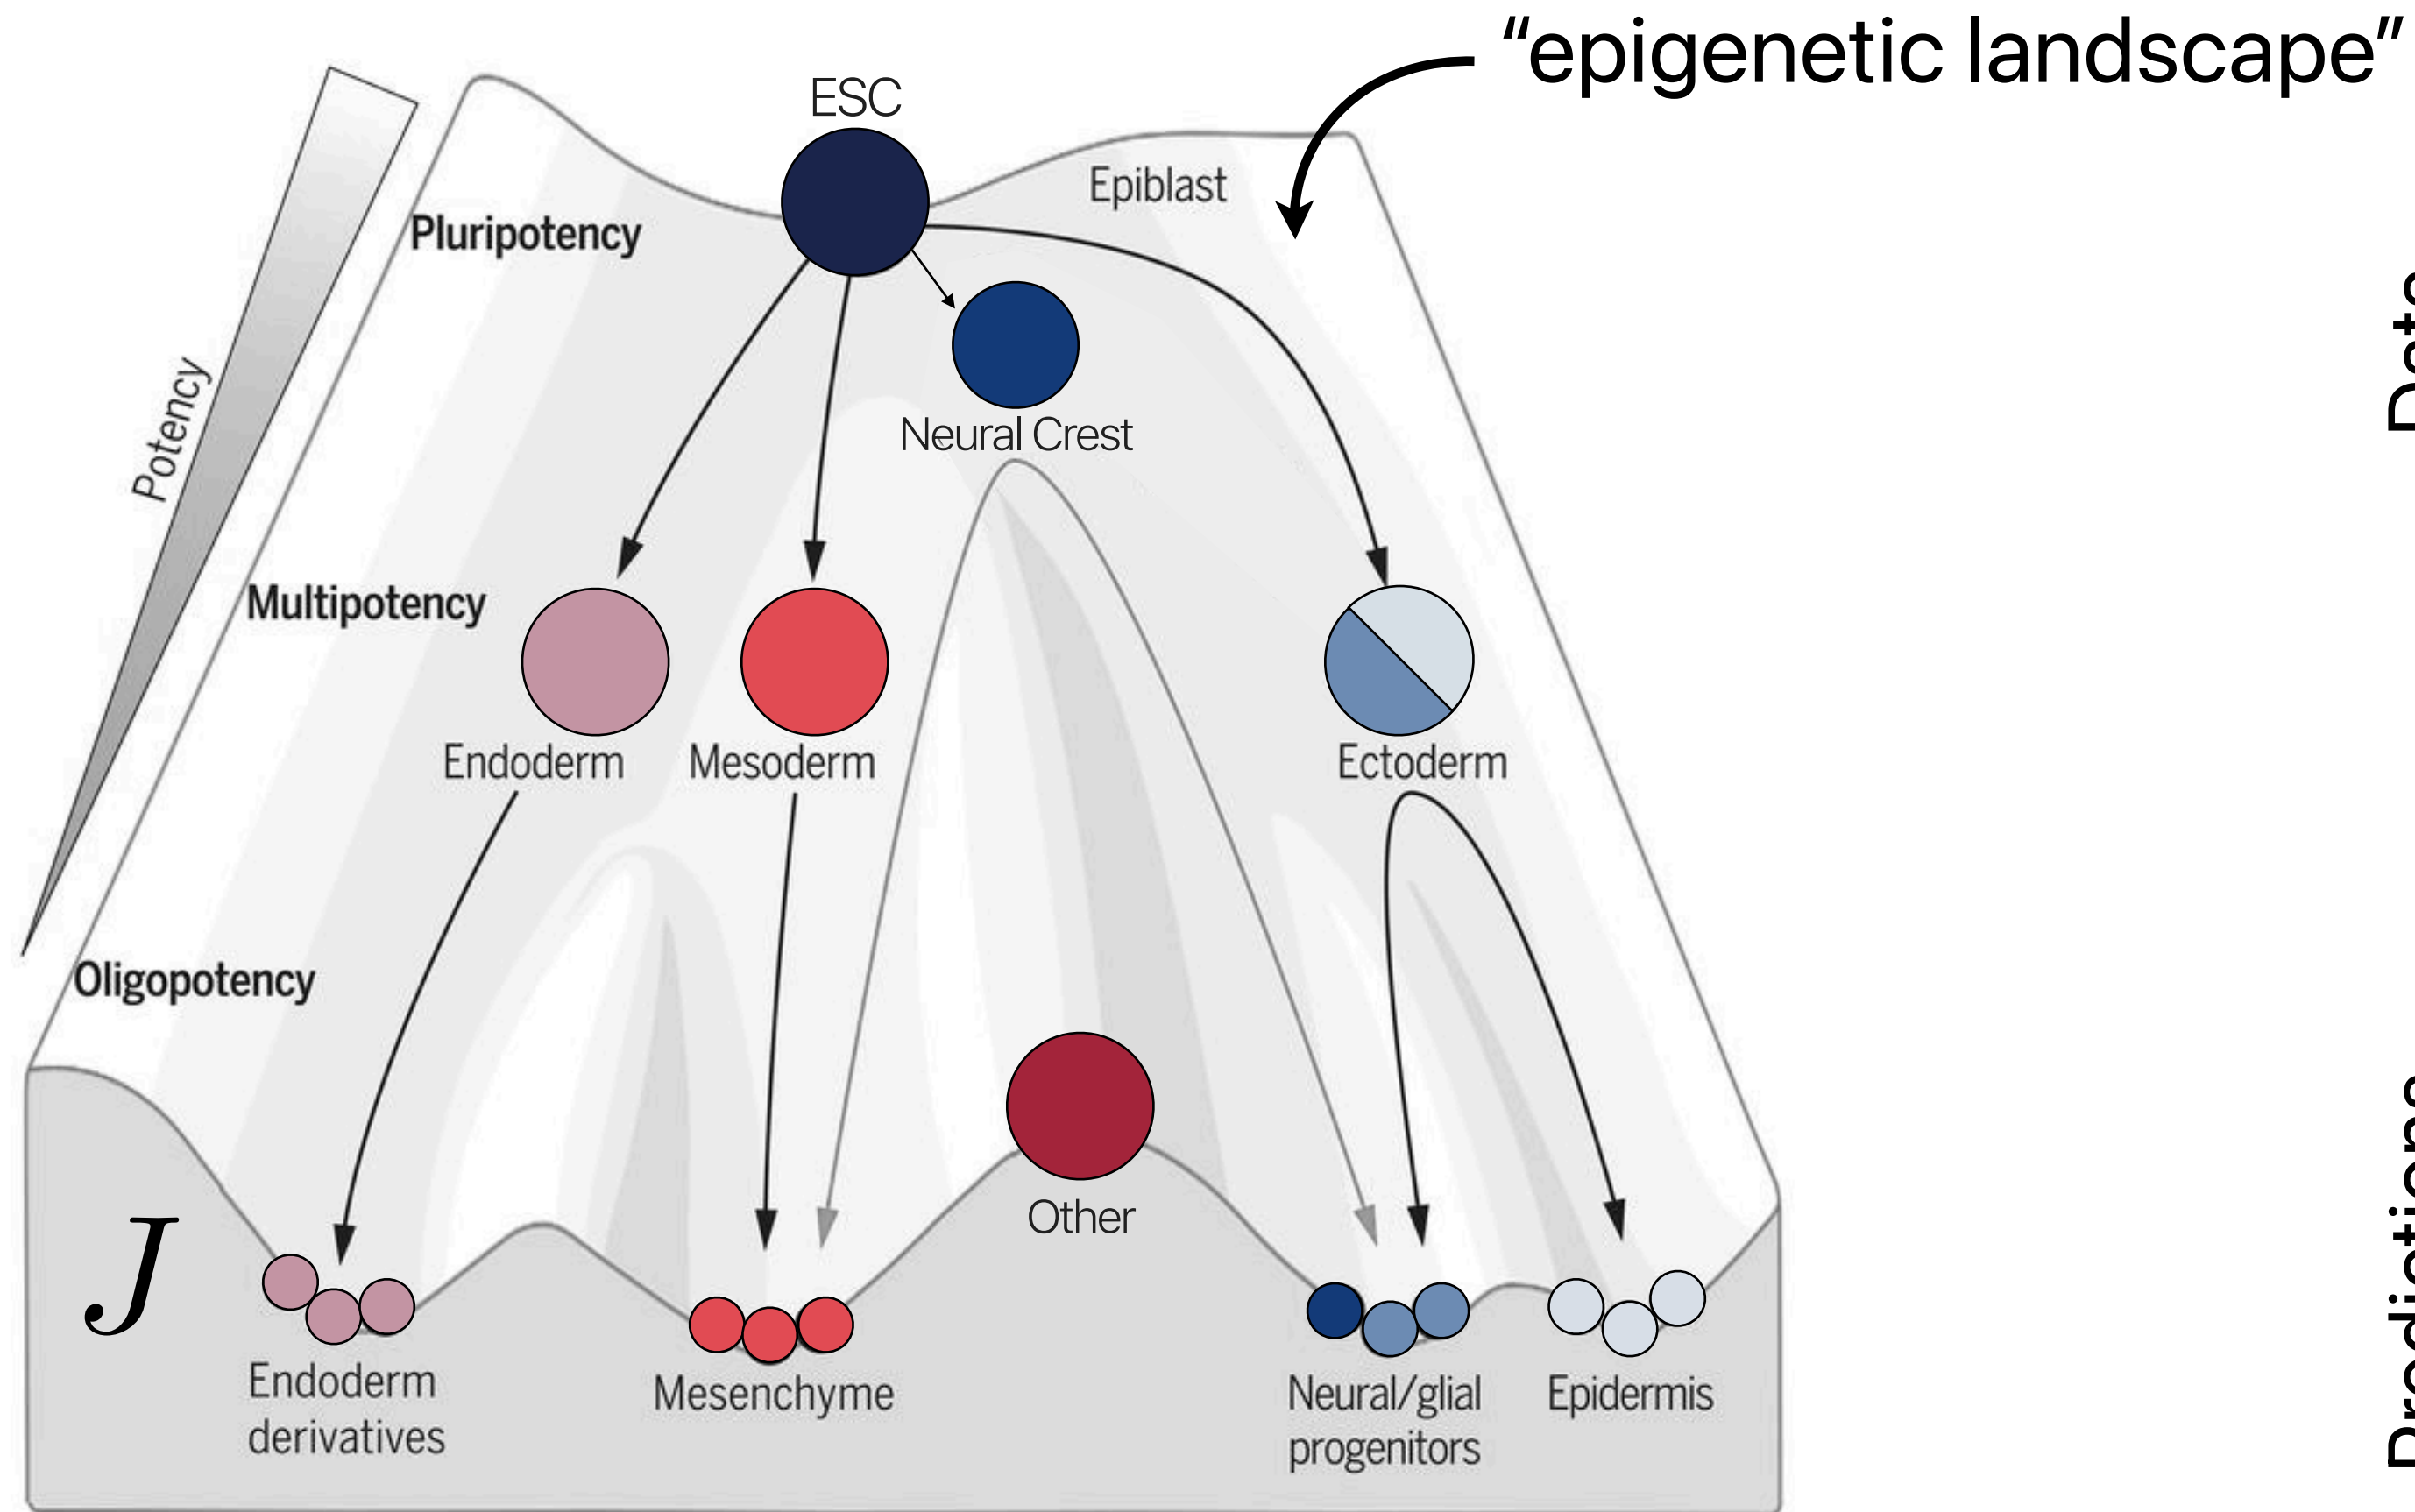 “epigenetic landscape”
ESC
Epiblast
Pluripotency
Neural Crest
Potency
Multipotency
Endoderm
Mesoderm
Ectoderm
Oligopotency
Other
J
Endoderm
derivatives
Mesenchyme
Neural/glial
progenitors
Epidermis